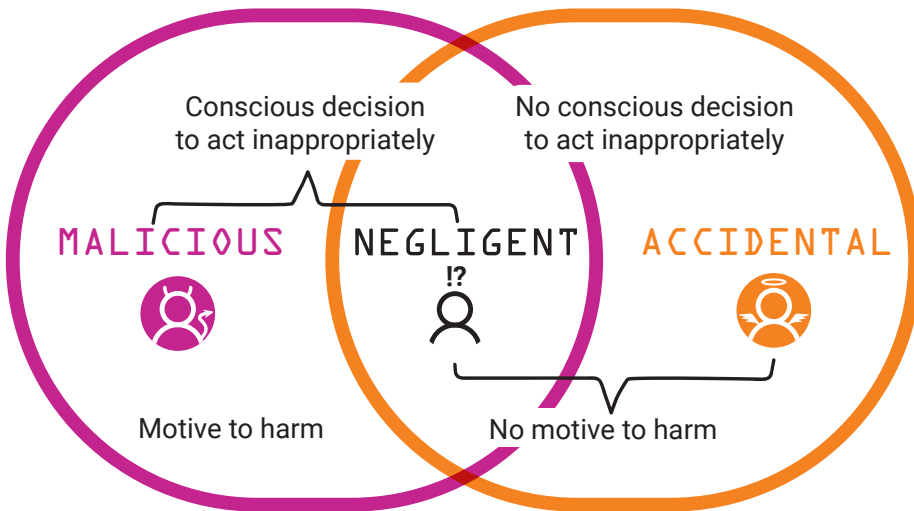 Conscious decision
to act inappropriately
No conscious decision
to act inappropriately
MALICIOUS
NEGLIGENT
ACCIDENTAL
!?
Motive to harm
No motive to harm